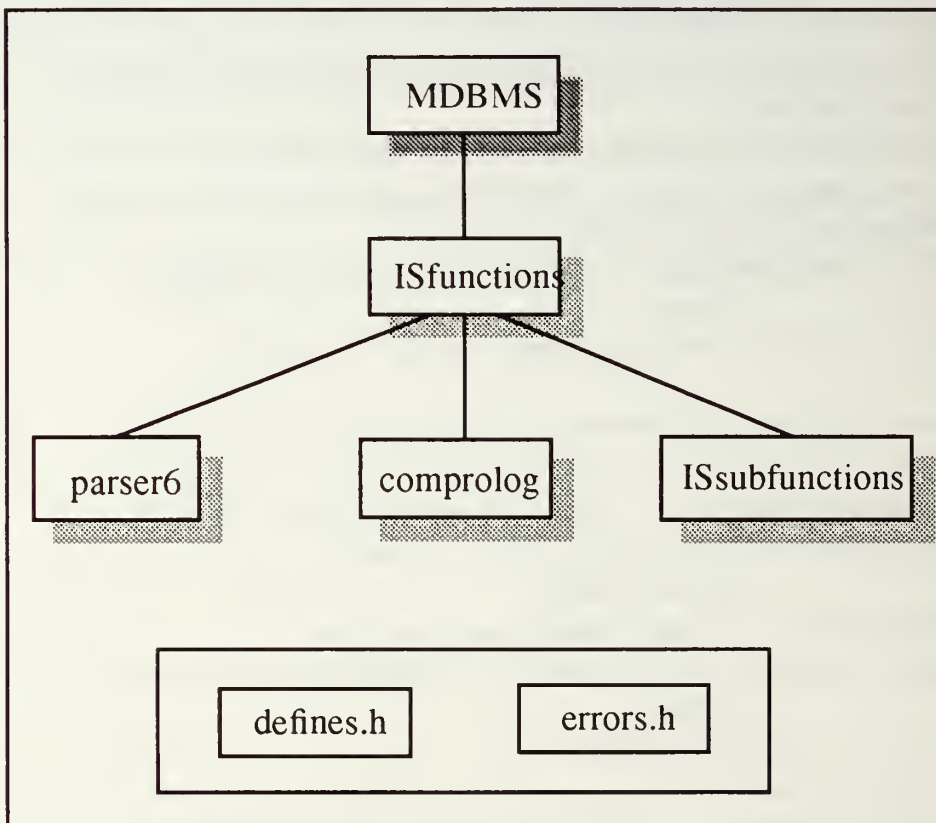 MDBMS
ISfunctions
parser6
comprolog
ISsubfunctions
defines.h
errors.h